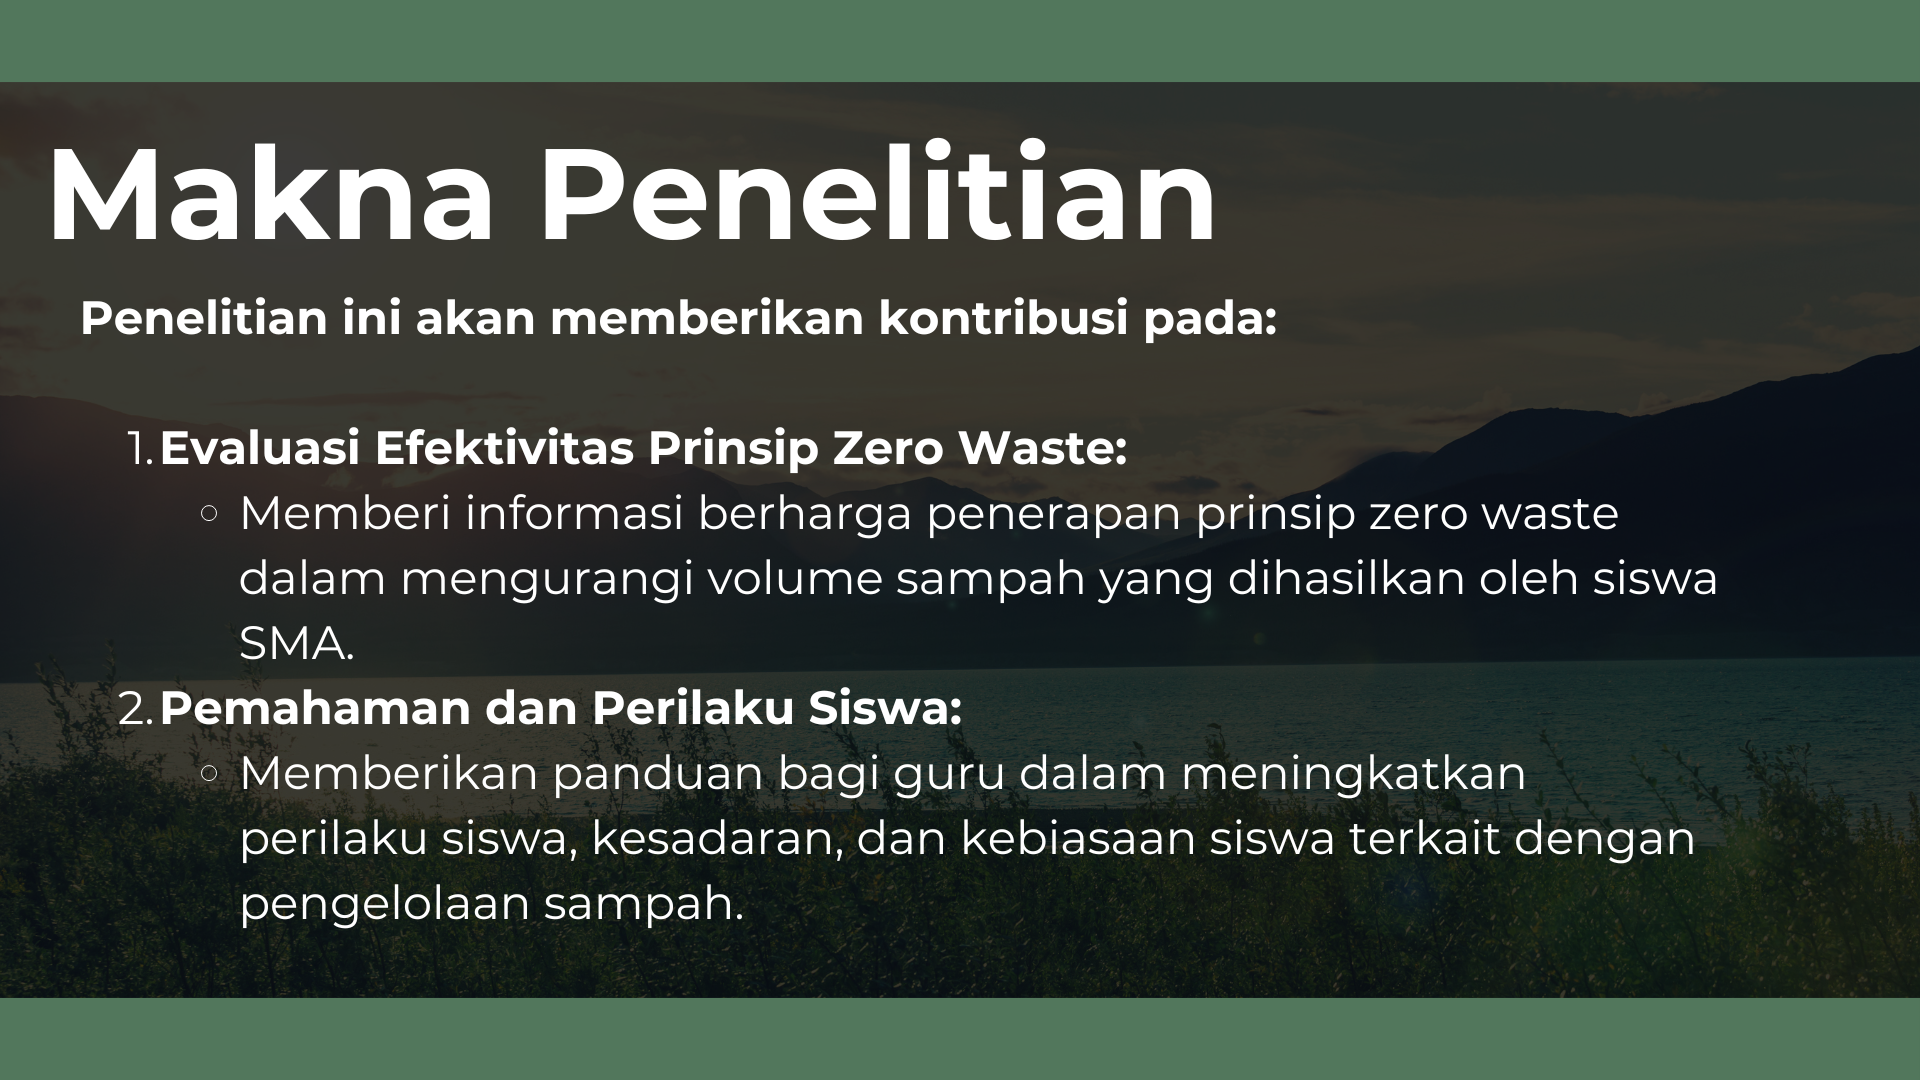 Makna Penelitian
Penelitian ini akan memberikan kontribusi pada:
1. Evaluasi Efektivitas Prinsip Zero Waste:
○ Memberi informasi berharga penerapan prinsip zero waste
dalam mengurangi volume sampah yang dihasilkan oleh siswa
SMA.
2. Pemahaman dan Perilaku Siswa:
○ Memberikan panduan bagi guru dalam meningkatkan
perilaku siswa, kesadaran, dan kebiasaan siswa terkait dengan
pengelolaan sampah.